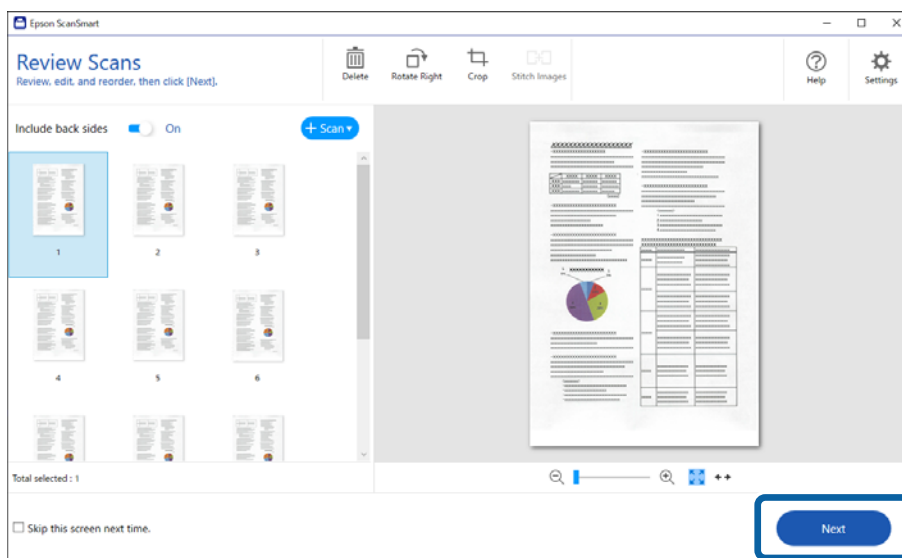 Epson ScanSmart
Review Scans
Review, edit, and reorder, then click [Next].
Delete
Rotate Right
Crop
Stitch Images
Help
Settings
Include back sides
On
+ Scan
1
2
3
4
5
6
Total selected : 1
Skip this screen next time.
Next